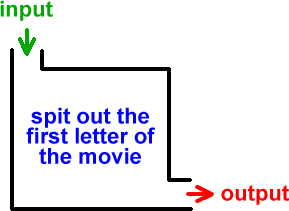 input
spit out the
first letter of
the movie
output